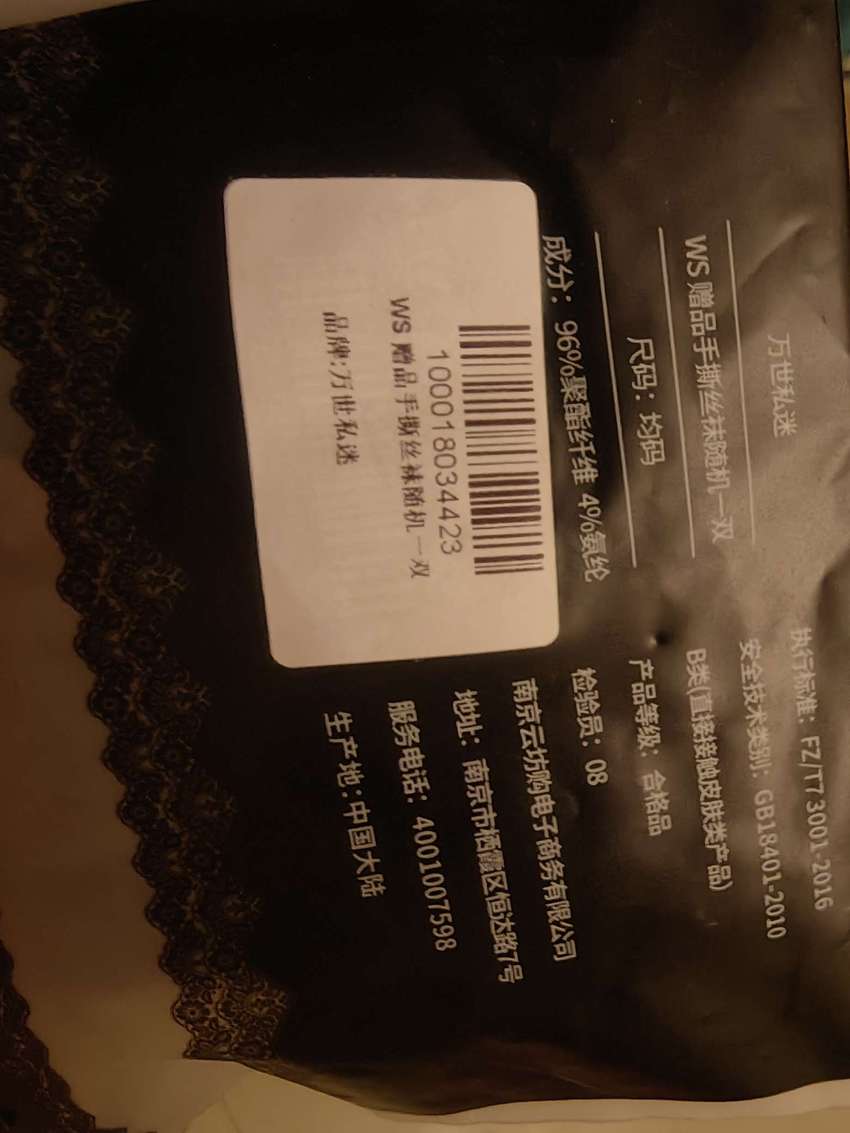 万世私迷
WS 赠品手撕丝袜随机一双
尺码：均码
成分：96%聚酯纤维 4%氨纶
100018034423
WS 赠品手撕丝袜随机一双
品牌:万世私迷
执行标准：FZ/T7 3001-2016
安全技术类别：GB18401-2010
B类(直接接触皮肤类产品)
产品等级：合格品
检验员：08
南京云坊购电子商务有限公司
地址：南京市栖霞区恒达路7号
服务电话：4001007598
生产地：中国大陆